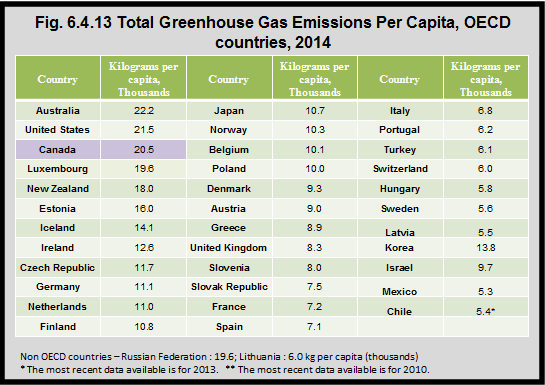 Fig. 6.4.13 Total Greenhouse Gas Emissions Per Capita, OECD
countries, 2014
Country Kilograms per capita, Thousands Country Kilograms per capita, Thousands Country Kilograms per capita, Thousands
Australia 22.2 Japan 10.7 Italy 6.8
United States 21.5 Norway 10.3 Portugal 6.2
Canada 20.5 Belgium 10.1 Turkey 6.1
Luxembourg 19.6 Poland 10.0 Switzerland 6.0
New Zealand 18.0 Denmark 9.3 Hungary 5.8
Estonia 16.0 Austria 9.0 Sweden 5.6
Iceland 14.1 Greece 8.9 Latvia 5.5
Ireland 12.6 United Kingdom 8.3 Korea 13.8
Czech Republic 11.7 Slovenia 8.0 Israel 9.7
Germany 11.1 Slovak Republic 7.5 Mexico 5.3
Netherlands 11.0 France 7.2 Chile 5.4*
Finland 10.8 Spain 7.1
Non OECD countries – Russian Federation : 19.6; Lithuania : 6.0 kg per capita (thousands)
* The most recent data available is for 2013. ** The most recent data available is for 2010.